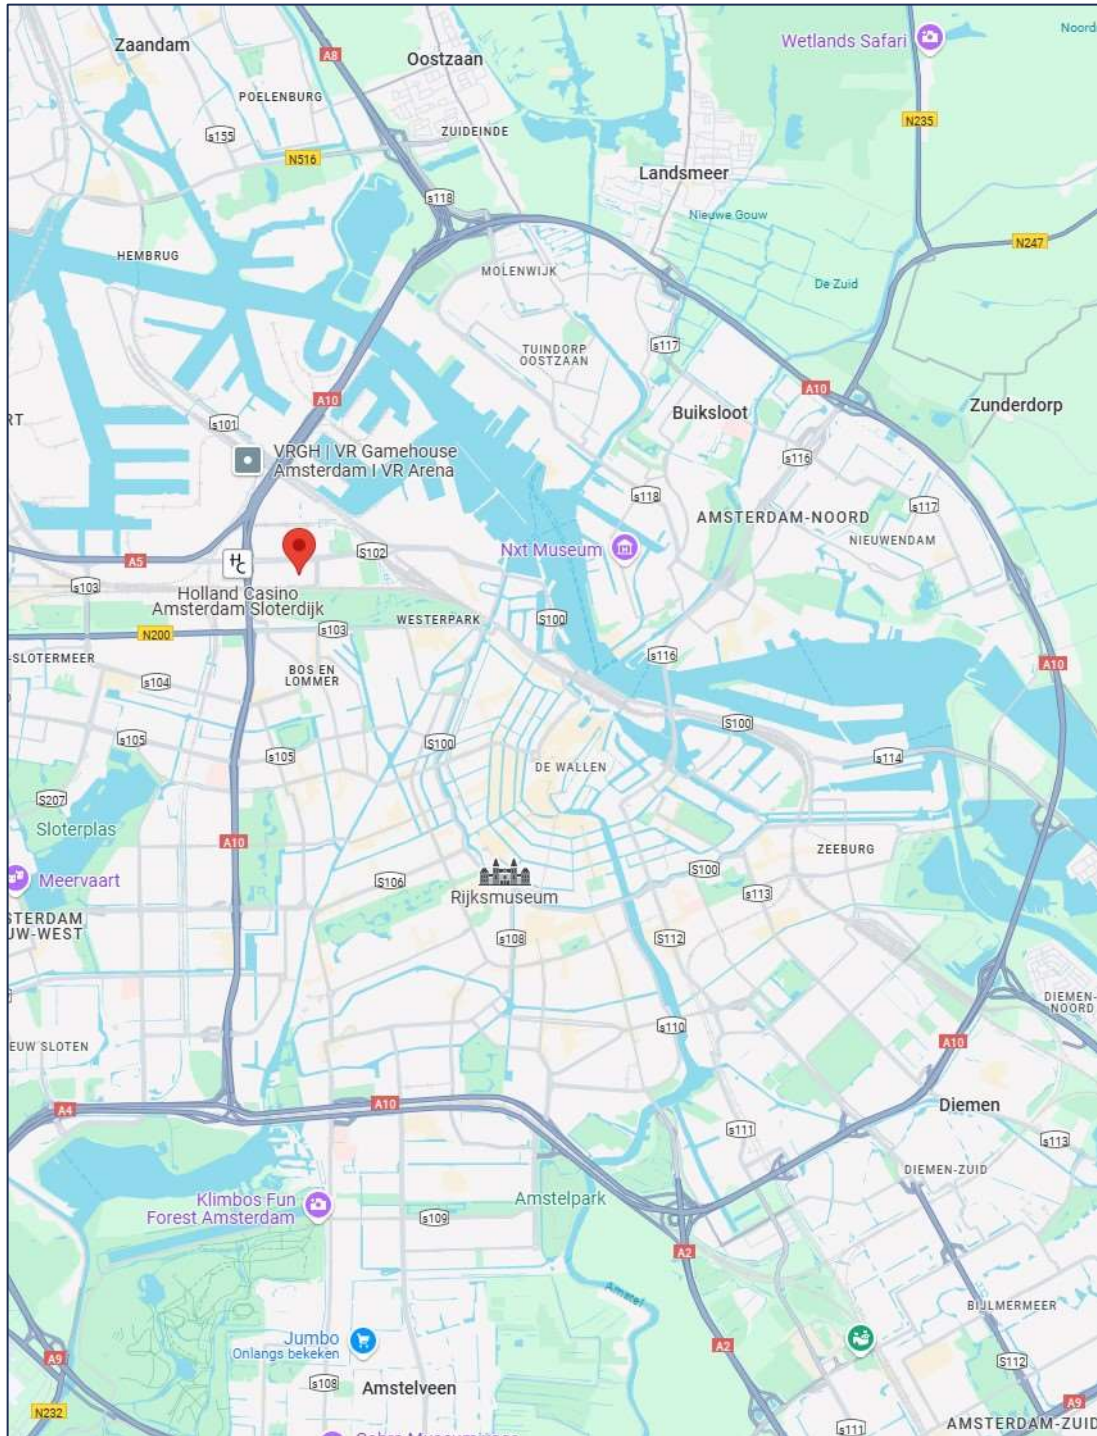 Zaandam
A8
Oostzaan
Wetlands Safari
POELENBURG
s155
ZUIDEINDE
N235
N516
Landsmeer
s118
Nieuwe Gouw
N247
HEMBRUG
MOLENWIJK
De Zuid
s117
TUINDORP
OOSTZAAN
A10
A10
Buiksloot
Zunderdorp
s101
VRGH | VR Gamehouse
Amsterdam I VR Arena
s116
s118
s117
AMSTERDAM-NOORD
NIEUWENDAM
Nxt Museum
S102
A5
HC
s103
Holland Casino
Amsterdam Sloterdijk
WESTERPARK
S100
N200
s103
s116
-SLOTERMEER
BOS EN
LOMMER
A10
s104
S100
s105
s105
S100
s114
DE WALLEN
S207
Sloterplas
A10
ZEEBURG
Meervaart
S106
S100
Rijksmuseum
s113
STERDAM
UW-WEST
s108
S112
DIEMEN-
NOORD
s110
EUW SLOTEN
A10
A4
A10
Diemen
s111
s113
DIEMEN-ZUID
Klimbos Fun
Forest Amsterdam
Amstelpark
s109
A2
Amstel
BIJLMERMEER
Jumbo
Onlangs bekeken
A2
A9
S112
s108
Amstelveen
N232
A9
s111
AMSTERDAM-ZUID